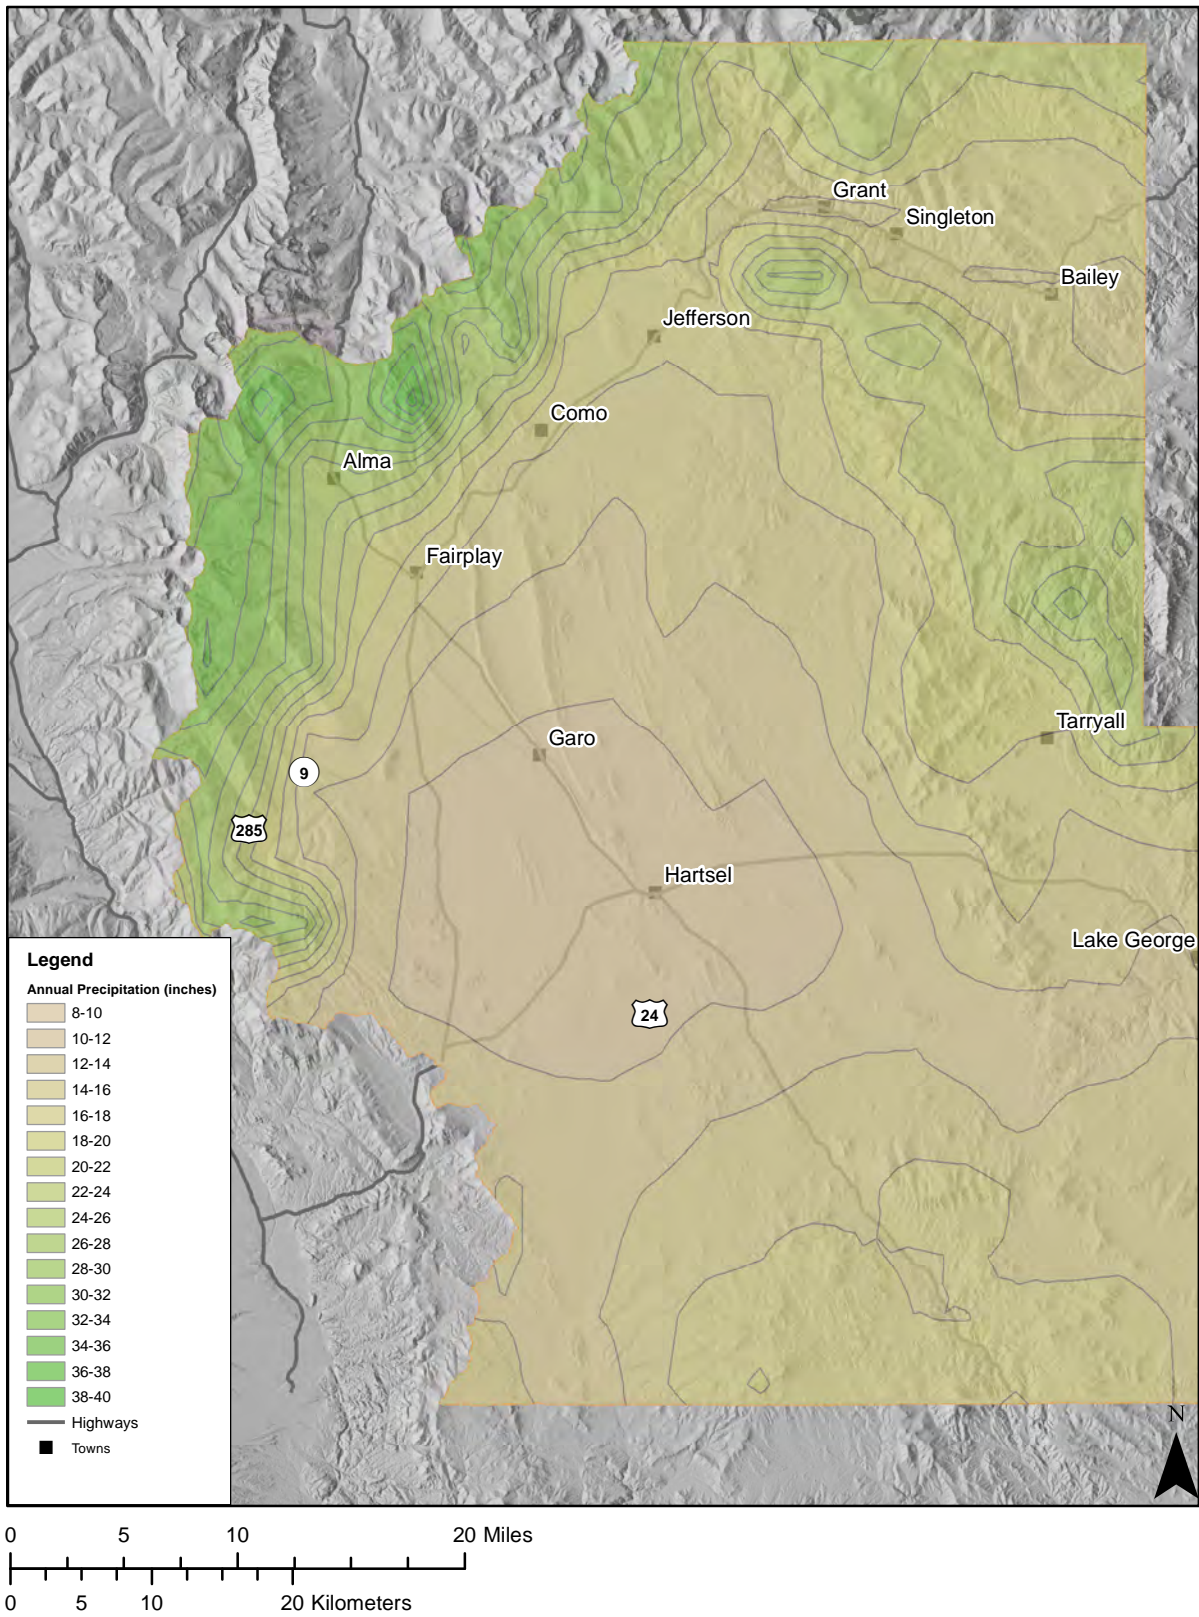 Grant
Singleton
Bailey
Jefferson
Como
Alma
Fairplay
Tarryall
Garo
9
285
Hartsel
Lake George
24
Legend
Annual Precipitation (inches)
8-10
10-12
12-14
14-16
16-18
18-20
20-22
22-24
24-26
26-28
28-30
30-32
32-34
34-36
36-38
38-40
Highways
Towns
N
0 5 10 20 Miles
0 5 10 20 Kilometers